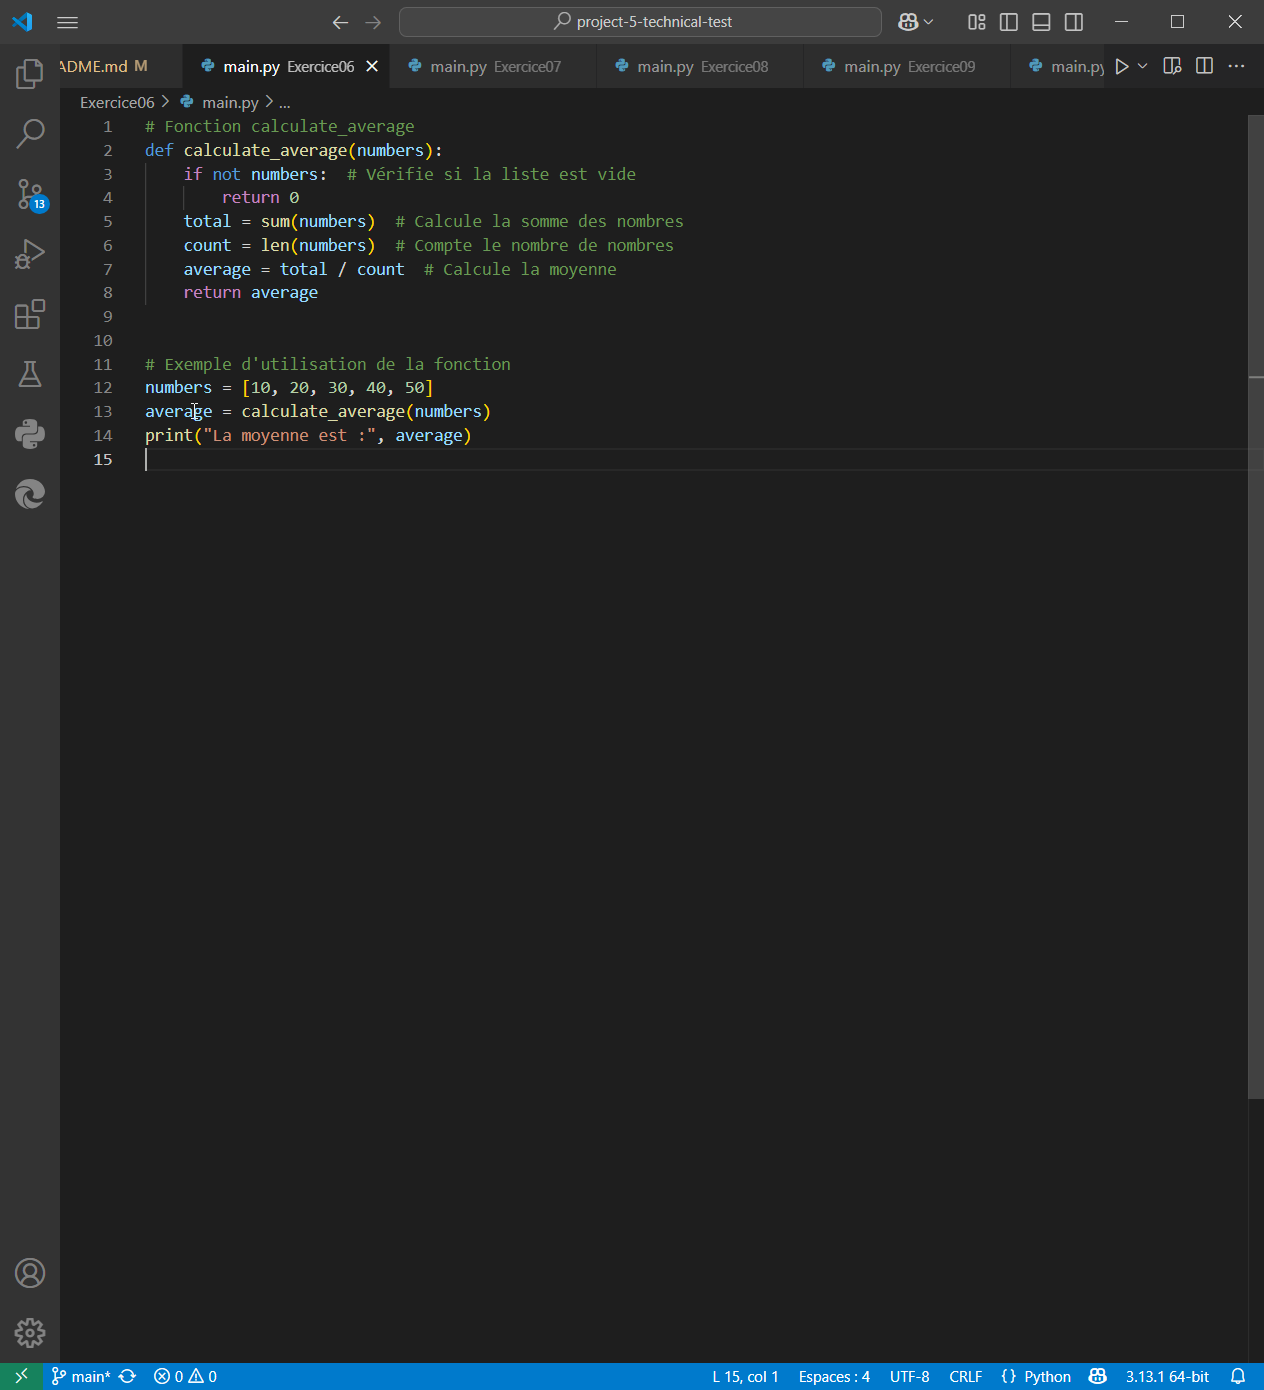 project-5-technical-test
ADME.md M main.py Exercice06 main.py Exercice07 main.py Exercice08 main.py Exercice09 main.py
Exercice06 > main.py > ...
1 # Fonction calculate_average
2 def calculate_average(numbers):
3 if not numbers:  # Vérifie si la liste est vide
4 return 0
5 total = sum(numbers)  # Calcule la somme des nombres
6 count = len(numbers)  # Compte le nombre de nombres
7 average = total / count  # Calcule la moyenne
8 return average
9
10
11 # Exemple d'utilisation de la fonction
12 numbers = [10, 20, 30, 40, 50]
13 average = calculate_average(numbers)
14 print("La moyenne est :", average)
15
13
main* 0 0 L 15, col 1 Espaces : 4 UTF-8 CRLF {} Python 3.13.1 64-bit